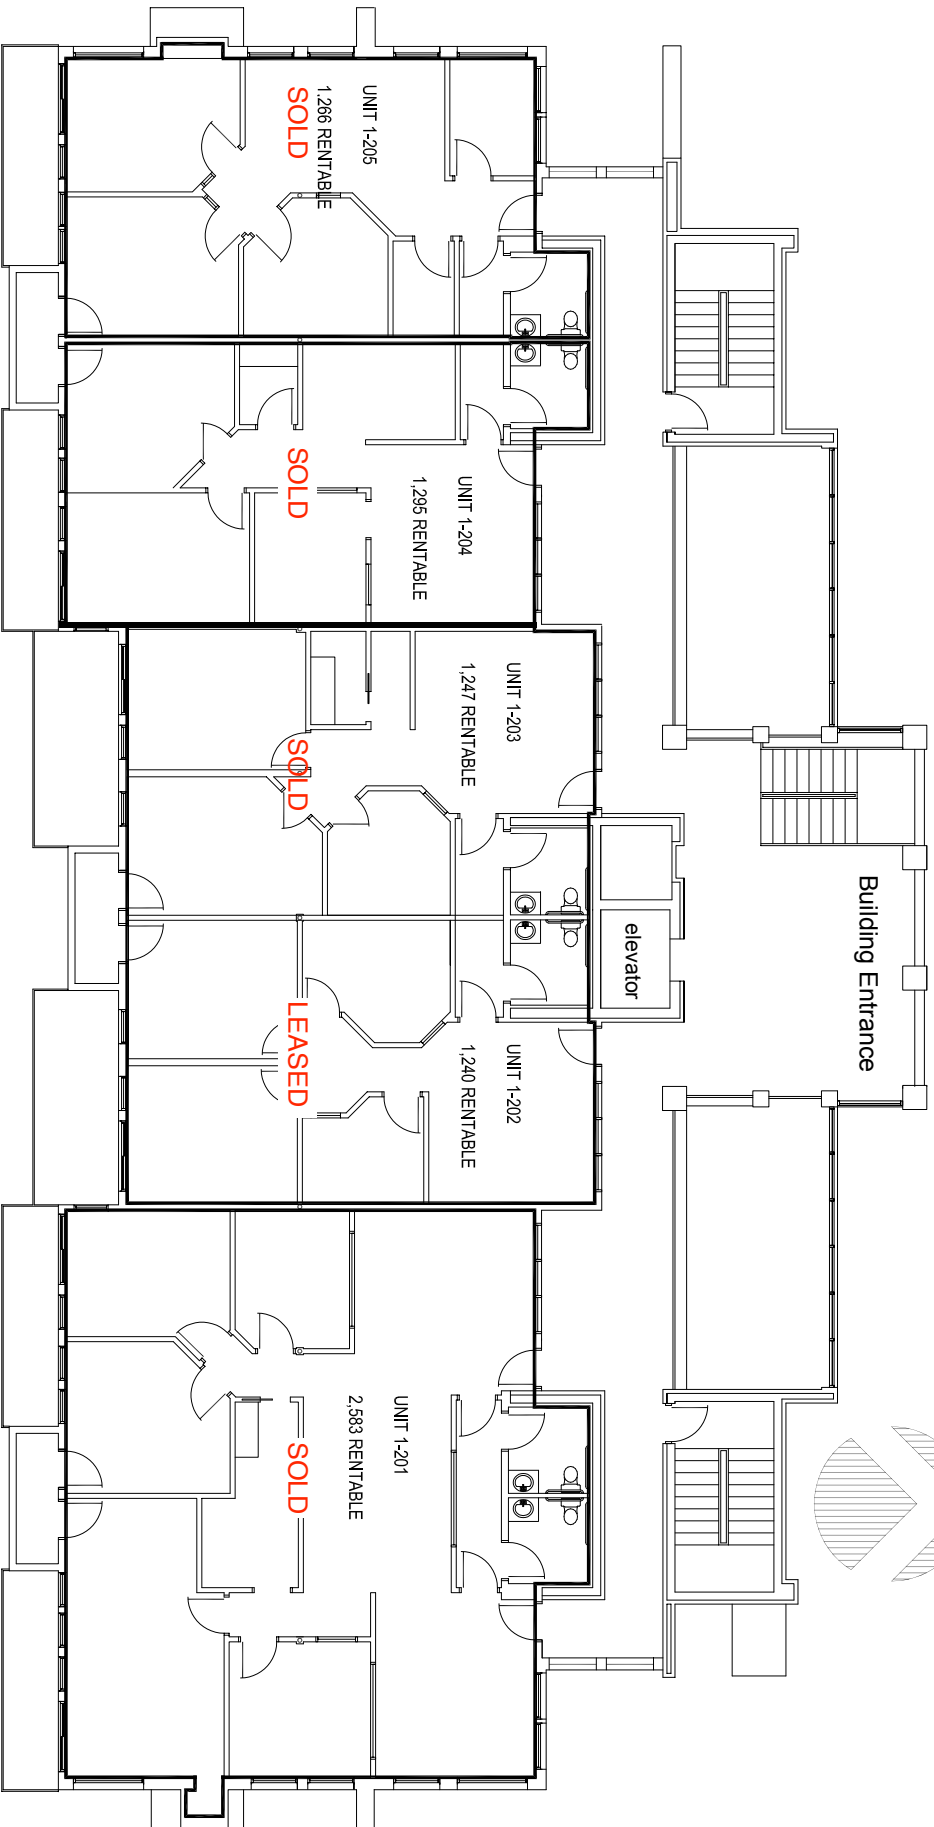 UNIT 1-205
1.266 RENTABLE
SOLD
UNIT 1-204
1,295 RENTABLE
SOLD
UNIT 1-203
1,247 RENTABLE
SOLD
Building Entrance
elevator
UNIT 1-202
1,240 RENTABLE
LEASED
UNIT 1-201
2,583 RENTABLE
SOLD